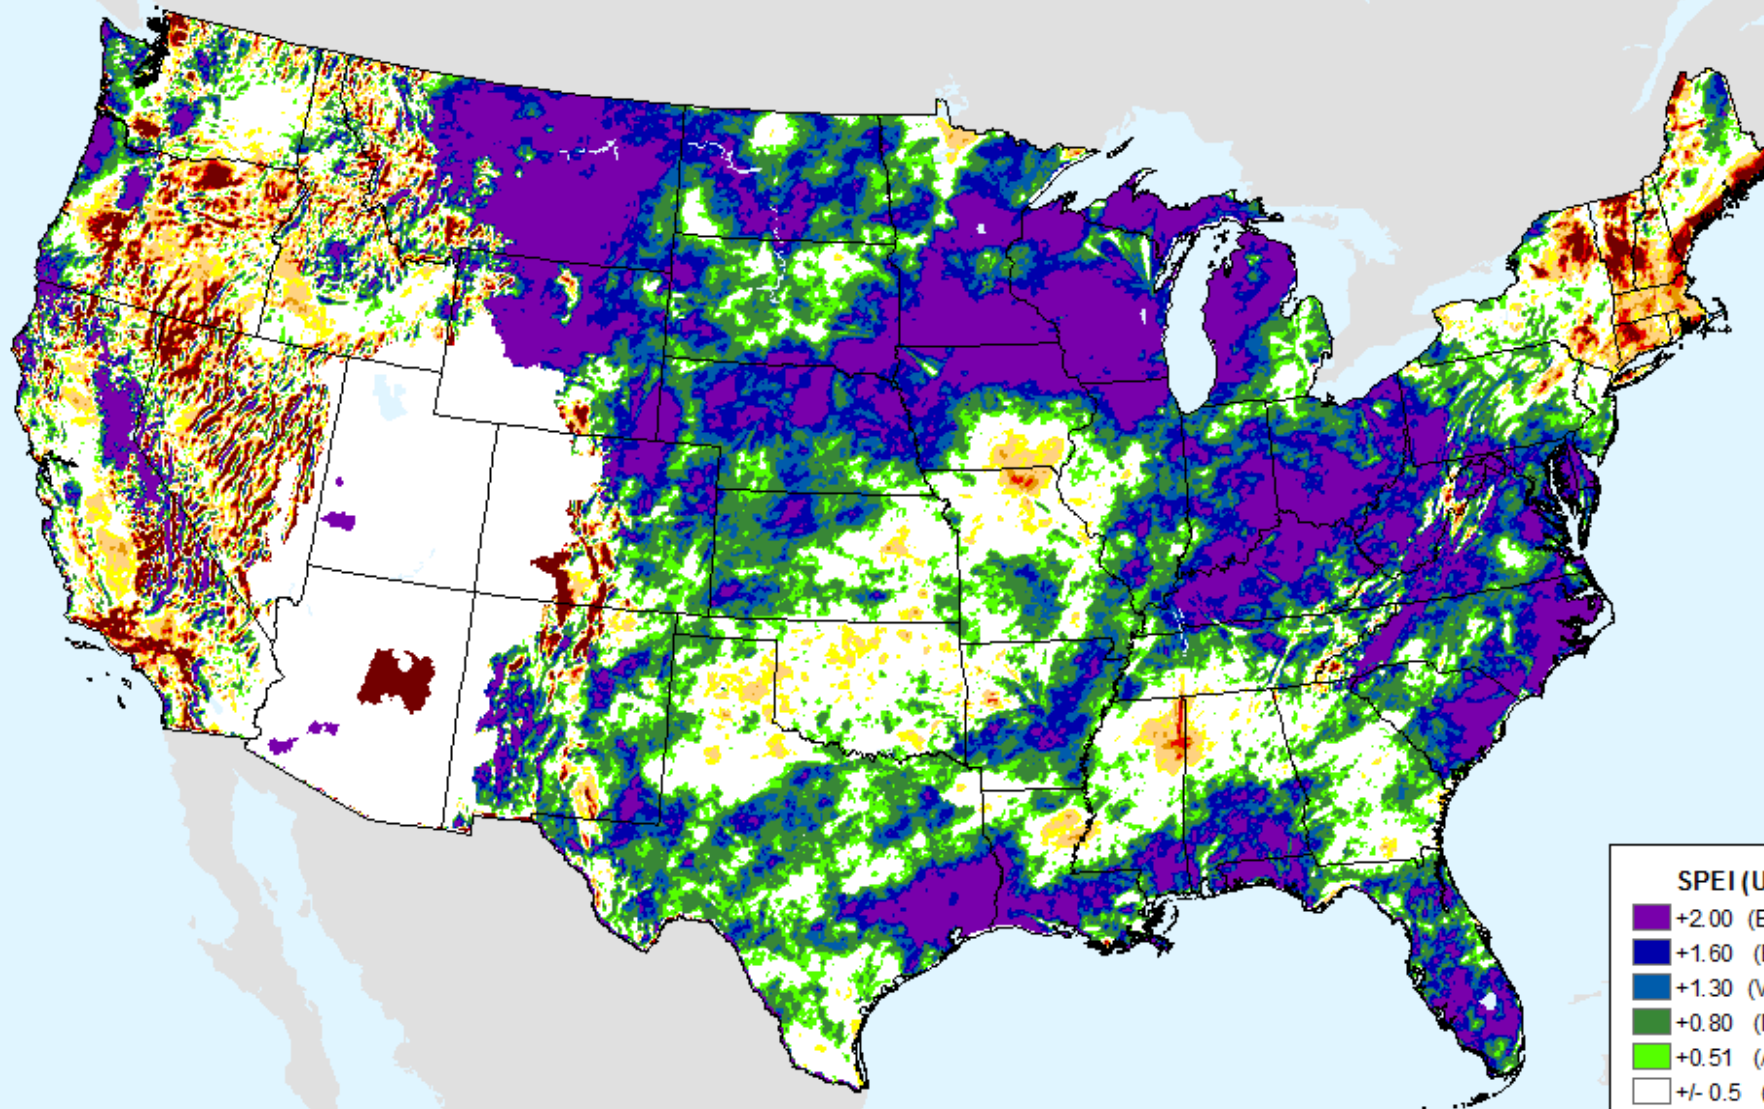 SPEI (U
+2.00 (E
+1.60 (
+1.30 (V
+0.80 (
+0.51 (
+/- 0.5 (